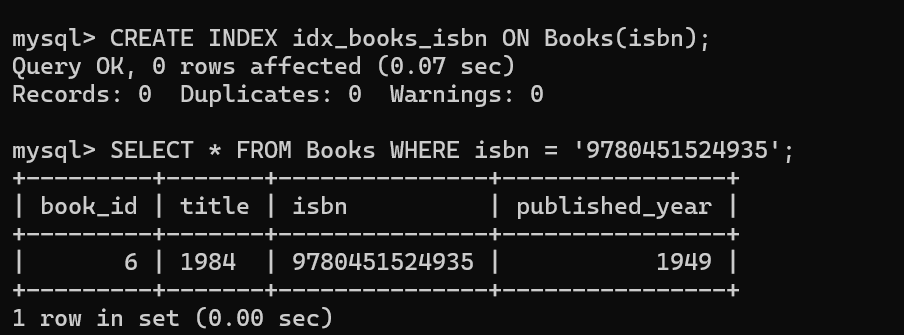 mysql> CREATE INDEX idx_books_isbn ON Books(isbn);
Query OK, 0 rows affected (0.07 sec)
Records: 0  Duplicates: 0  Warnings: 0

mysql> SELECT * FROM Books WHERE isbn = '9780451524935';
+---------+-------+---------------+----------------+
| book_id | title | isbn          | published_year |
+---------+-------+---------------+----------------+
|       6 | 1984  | 9780451524935 |           1949 |
+---------+-------+---------------+----------------+
1 row in set (0.00 sec)